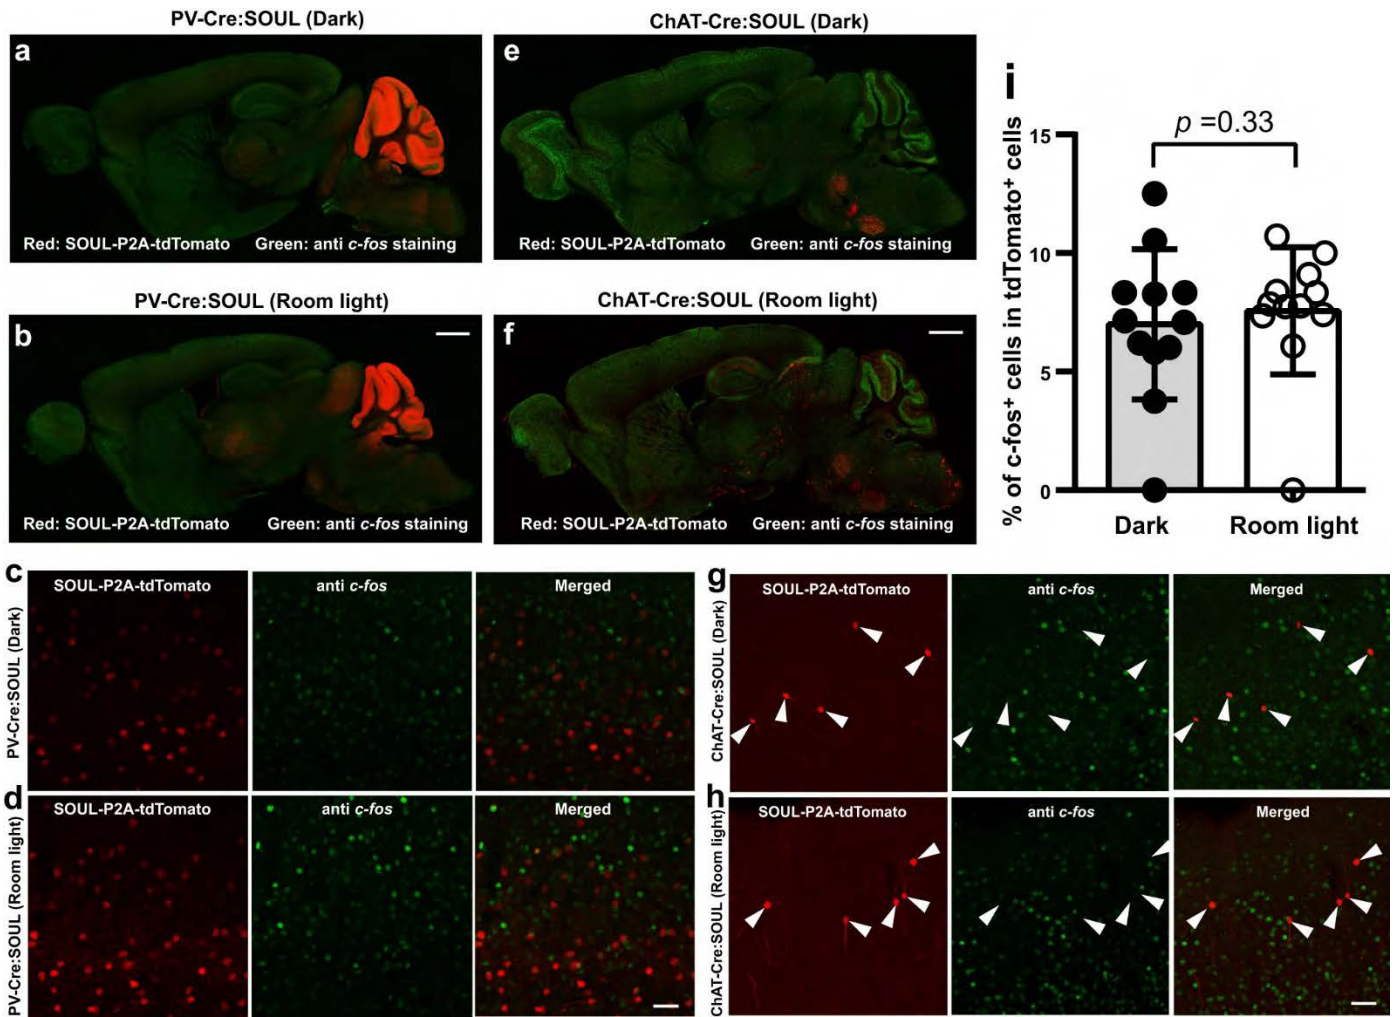 PV-Cre:SOUL (Dark)
a
Red: SOUL-P2A-tdTomato Green: anti c-fos staining
PV-Cre:SOUL (Room light)
b
Red: SOUL-P2A-tdTomato Green: anti c-fos staining
ChAT-Cre:SOUL (Dark)
e
Red: SOUL-P2A-tdTomato Green: anti c-fos staining
ChAT-Cre:SOUL (Room light)
f
Red: SOUL-P2A-tdTomato Green: anti c-fos staining
i
p =0.33
% of c-fos+ cells in tdTomato+ cells
15
10
5
0
Dark Room light
c
PV-Cre:SOUL (Dark)
SOUL-P2A-tdTomato anti c-fos Merged
d
PV-Cre:SOUL (Room light)
SOUL-P2A-tdTomato anti c-fos Merged
g
ChAT-Cre:SOUL (Dark)
SOUL-P2A-tdTomato anti c-fos Merged
h
ChAT-Cre:SOUL (Room light)
SOUL-P2A-tdTomato anti c-fos Merged